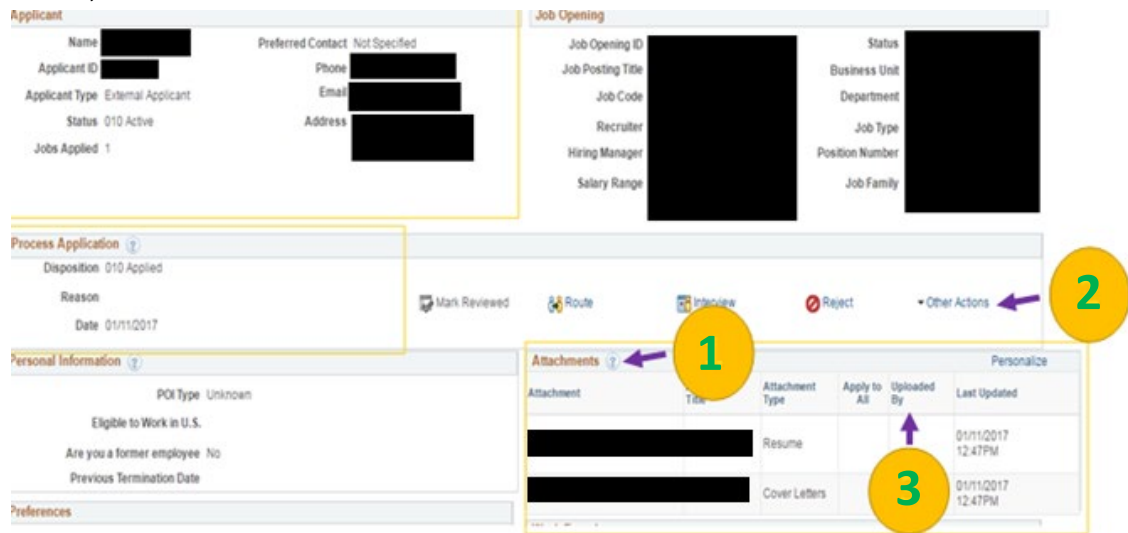 Applicant
Name
Preferred Contact Not Specified
Applicant ID
Phone
Applicant Type External Applicant
Email
Status 010 Active
Address
Jobs Applied 1
Job Opening
Job Opening ID
Status
Job Posting Title
Business Unit
Job Code
Department
Recruiter
Job Type
Hiring Manager
Position Number
Salary Range
Job Family
Process Application ?
Disposition 010 Applied
Reason
Date 01/11/2017
Mark Reviewed Route Interview Reject Other Actions
2
Personal Information ?
POI Type Unknown
Eligible to Work in U.S.
Are you a former employee No
Previous Termination Date
Preferences
Attachments ? Personalize
1
Attachment Title Attachment Type Apply to All Uploaded By Last Updated
Resume 01/11/2017 12:47PM
Cover Letters 01/11/2017 12:47PM
3